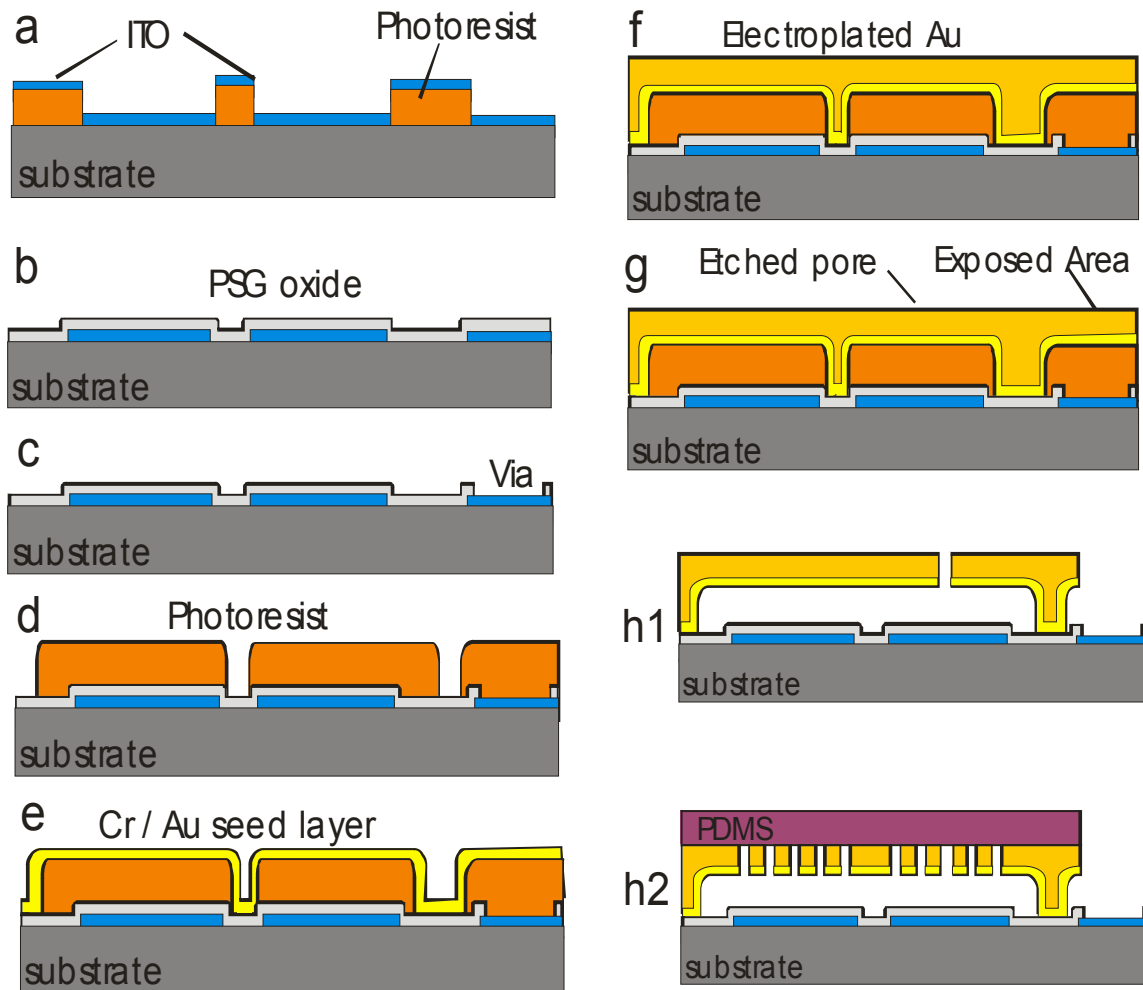 a
ITO
Photoresist
substrate
b
PSG oxide
substrate
c
Via
substrate
d
Photoresist
substrate
e
Cr / Au seed layer
substrate
f
Electroplated Au
substrate
g
Etched pore
Exposed Area
substrate
h1
substrate
h2
PDMS
substrate